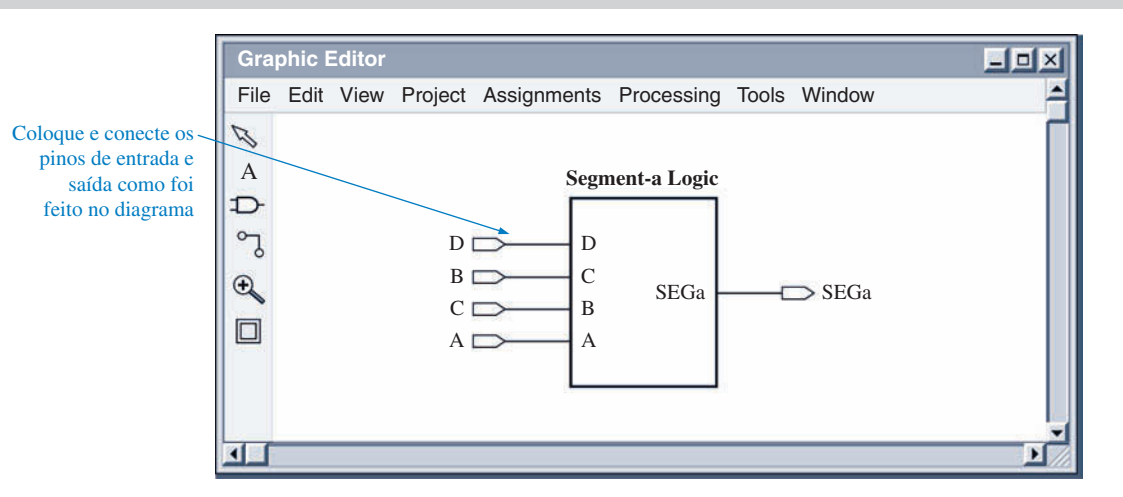 Graphic Editor
File Edit View Project Assignments Processing Tools Window
Coloque e conecte os
pinos de entrada e
saída como foi
feito no diagrama
A
Segment-a Logic
D D
B C
SEGa SEGa
C B
A A